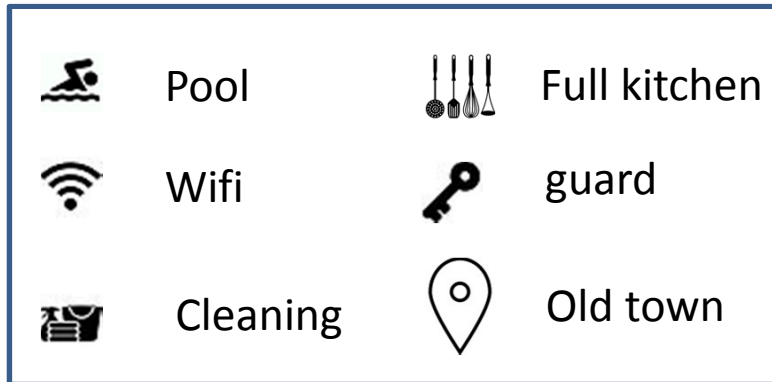 Pool
Full kitchen
Wifi
guard
Cleaning
Old town